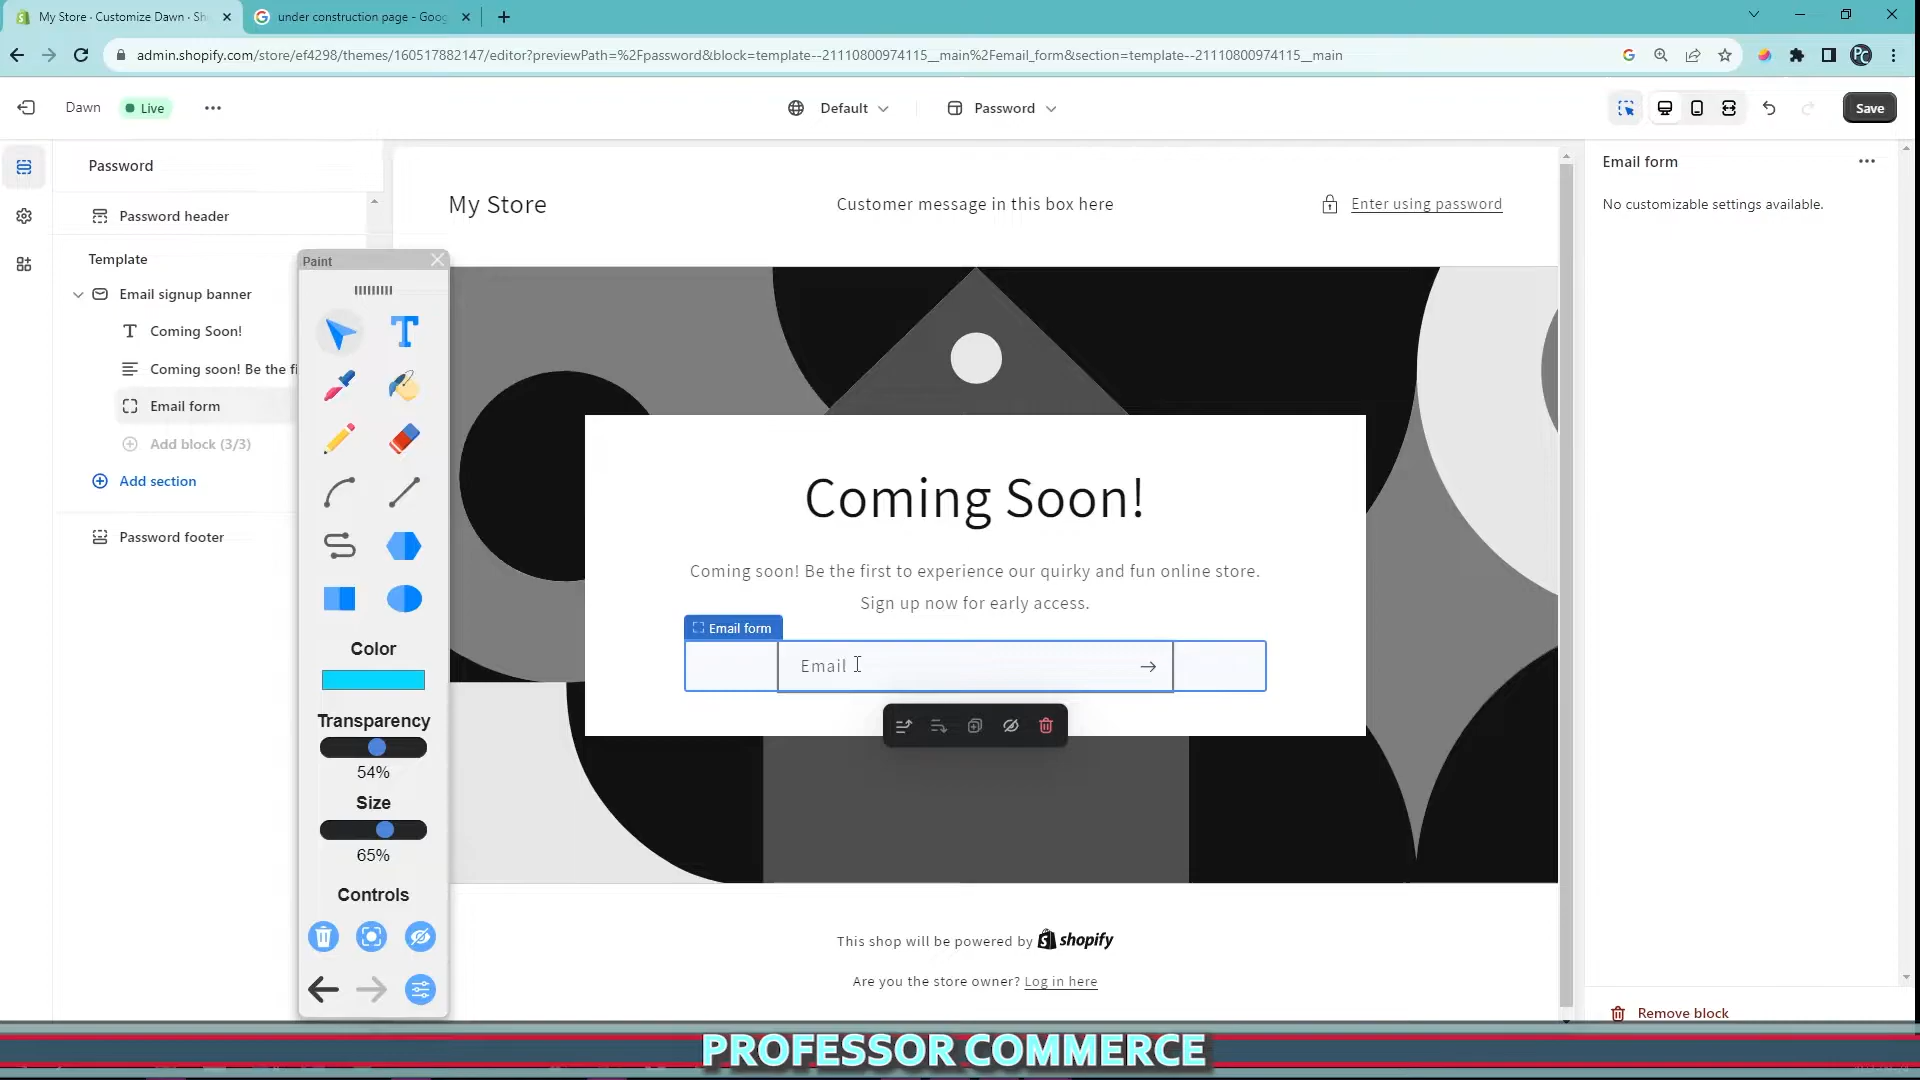 My Store · Customize Dawn · Sh
under construction page - Goog
admin.shopify.com/store/ef4298/themes/160517882147/editor?previewPath=%2Fpassword&block=template--21110800974115__main%2Femail_form&section=template--21110800974115__main
Dawn
Live
Default
Password
Save
Password
Password header
Template
Email signup banner
Coming Soon!
Coming soon! Be the fi
Email form
Add block (3/3)
Add section
Password footer
Paint
Color
Transparency
54%
Size
65%
Controls
My Store
Customer message in this box here
Enter using password
Coming Soon!
Coming soon! Be the first to experience our quirky and fun online store.
Sign up now for early access.
Email form
Email
This shop will be powered by shopify
Are you the store owner? Log in here
Email form
No customizable settings available.
Remove block
PROFESSOR COMMERCE